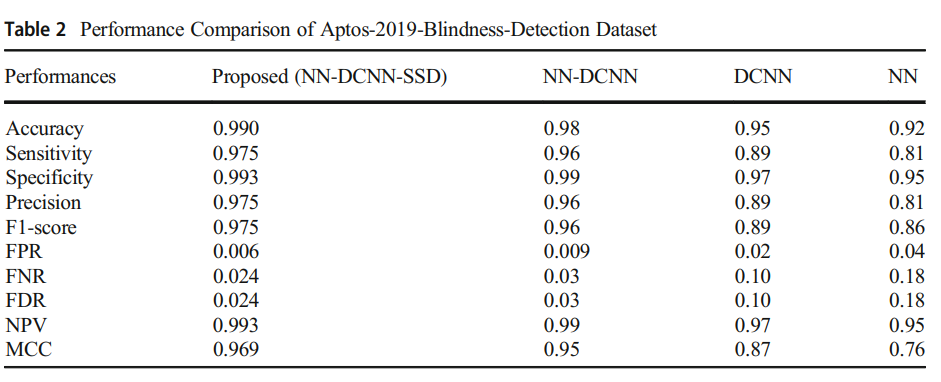 Table 2 Performance Comparison of Aptos-2019-Blindness-Detection Dataset
Performances Proposed (NN-DCNN-SSD) NN-DCNN DCNN NN
Accuracy 0.990 0.98 0.95 0.92
Sensitivity 0.975 0.96 0.89 0.81
Specificity 0.993 0.99 0.97 0.95
Precision 0.975 0.96 0.89 0.81
F1-score 0.975 0.96 0.89 0.86
FPR 0.006 0.009 0.02 0.04
FNR 0.024 0.03 0.10 0.18
FDR 0.024 0.03 0.10 0.18
NPV 0.993 0.99 0.97 0.95
MCC 0.969 0.95 0.87 0.76